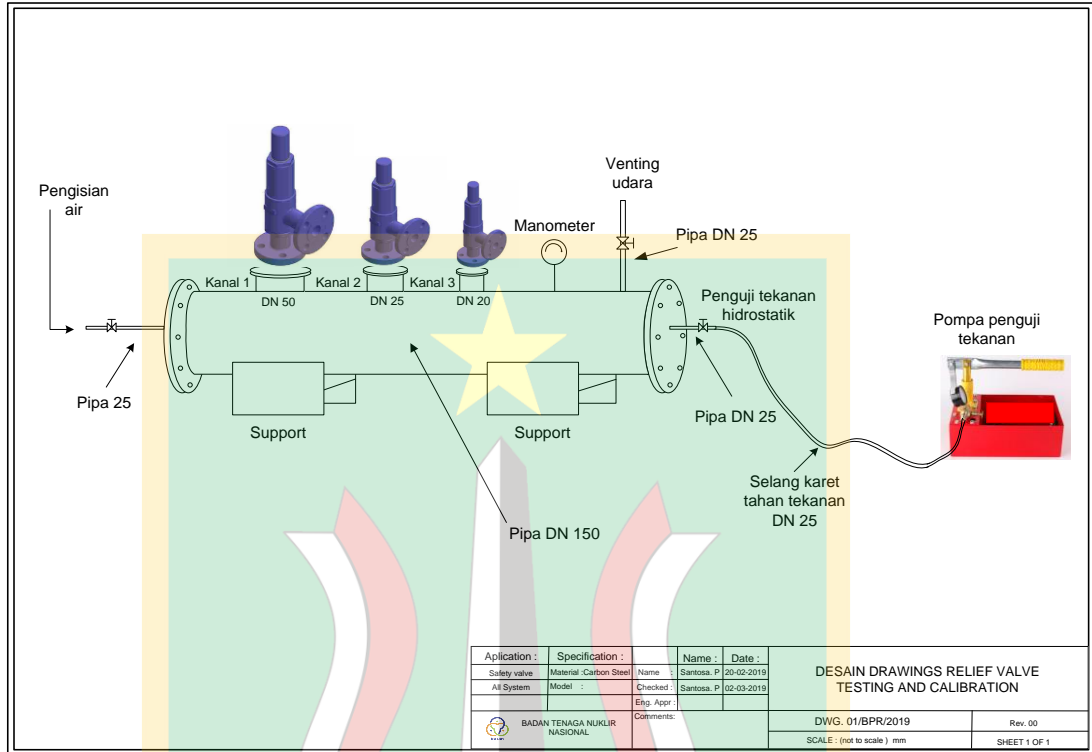 Pengisian
air
Venting
udara
Manometer
Pipa DN 25
Kanal 1
Kanal 2
Kanal 3
DN 50
DN 25
DN 20
Penguji tekanan
hidrostatik
Pompa penguji
tekanan
Pipa 25
Support
Support
Pipa DN 25
Selang karet
tahan tekanan
DN 25
Pipa DN 150
Aplication :
Specification :
Name :
Date :
Safety valve
Material :Carbon Steel
Name :
Santosa. P
20-02-2019
All System
Model :
Checked :
Santosa. P
02-03-2019
Eng. Appr :
Comments:
BADAN TENAGA NUKLIR
NASIONAL
DESAIN DRAWINGS RELIEF VALVE
TESTING AND CALIBRATION
DWG. 01/BPR/2019
Rev. 00
SCALE : (not to scale ) mm
SHEET 1 OF 1